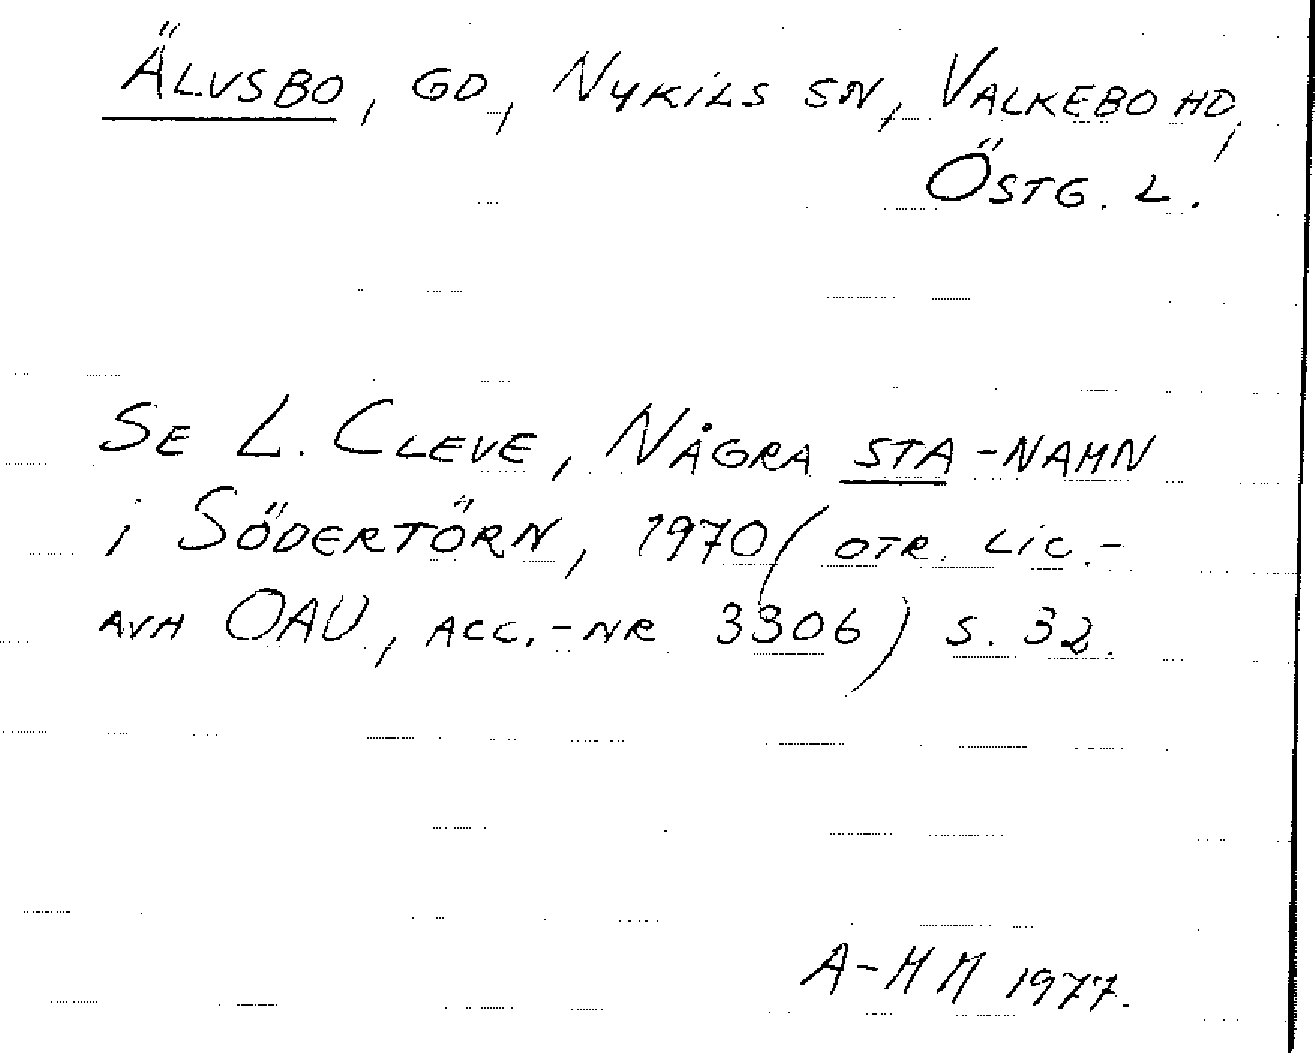 ÄLVSBO, GD, NYKILS SN, VALKEBO HD,
ÖSTG. L.
SE L. CLEVE, NÅGRA STA-NAMN
i SÖDERTÖRN, 1970 (OTR. LIC.-
AVH OAU, ACC.-NR 3306) S. 32.
A-MM 1977.